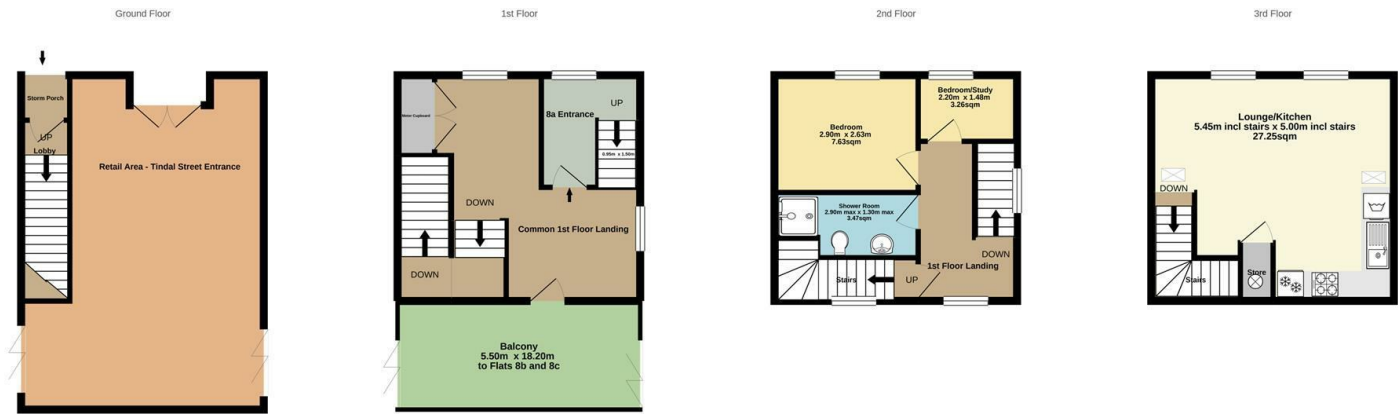 Ground Floor
Storm Porch
UP
Lobby
Retail Area - Tindal Street Entrance
1st Floor
Meter Cupboard
8a Entrance
UP
0.95m x 1.50m
DOWN
Common 1st Floor Landing
DOWN
Balcony
5.50m x 18.20m
to Flats 8b and 8c
2nd Floor
Bedroom
2.90m x 2.63m
7.63sqm
Bedroom/Study
2.20m x 1.48m
3.26sqm
Shower Room
2.90m max x 1.30m max
3.47sqm
DOWN
1st Floor Landing
Stairs
UP
3rd Floor
Lounge/Kitchen
5.45m incl stairs x 5.00m incl stairs
27.25sqm
DOWN
Stairs
Store